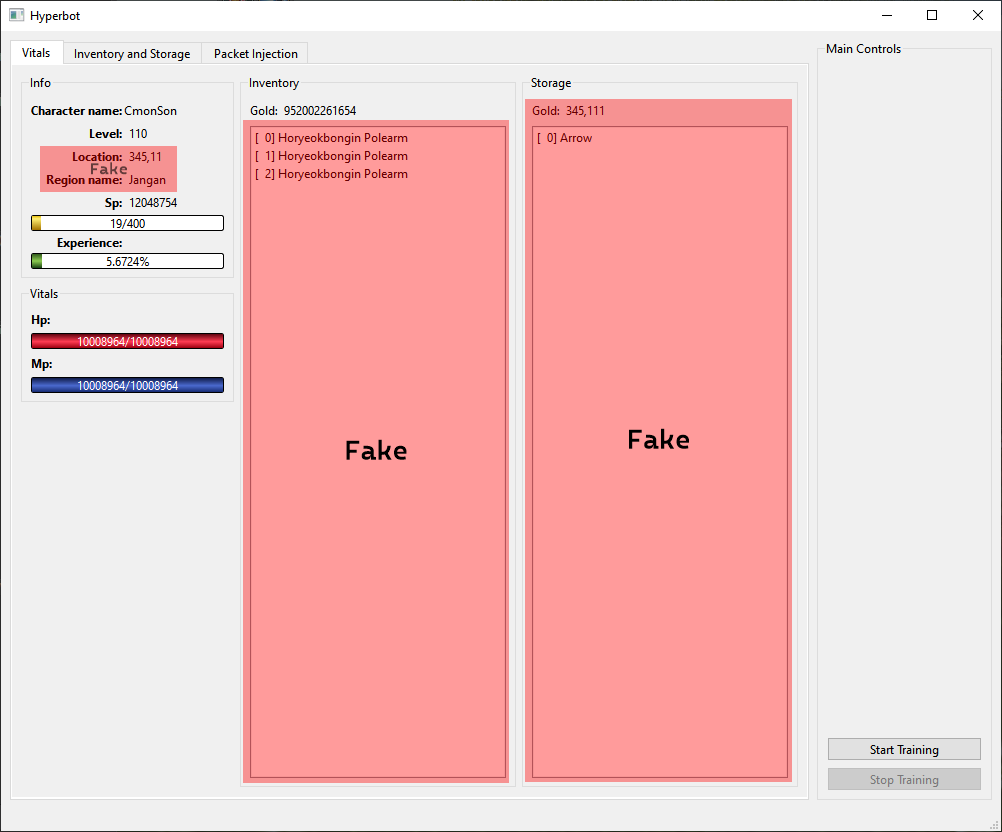 Hyperbot
Vitals
Inventory and Storage
Packet Injection
Info
Character name: CmonSon
Level: 110
Location: 345,11
Fake
Region name: Jangan
Sp: 12048754
19/400
Experience:
5.6724%
Vitals
Hp:
10008964/10008964
Mp:
10008964/10008964
Inventory
Gold: 952002261654
[ 0] Horyeokbongin Polearm
[ 1] Horyeokbongin Polearm
[ 2] Horyeokbongin Polearm
Fake
Storage
Gold: 345,111
[ 0] Arrow
Fake
Main Controls
Start Training
Stop Training